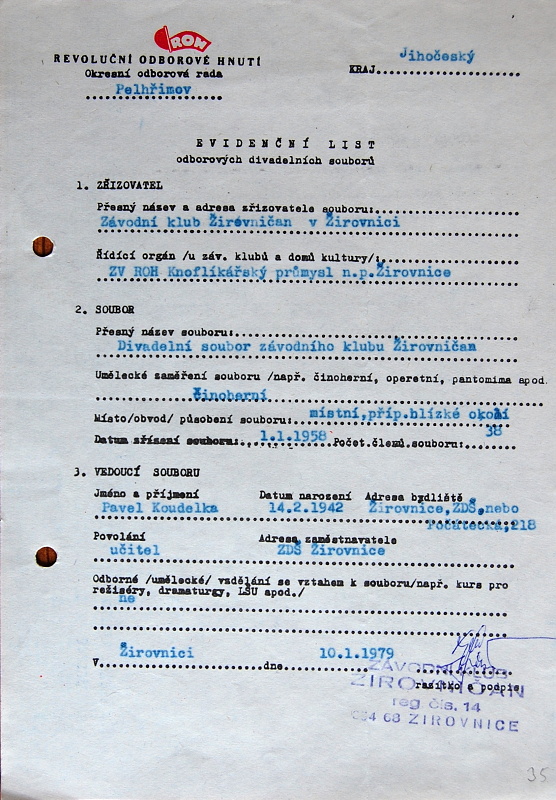 ROH
REVOLUČNÍ ODBOROVÉ HNUTÍ
Okresní odborová rada
Pelhřimov
KRAJ Jihočeský
EVIDENČNÍ LIST
odborových divadelních souborů
1. ZŘIZOVATEL
Přesný název a adresa zřizovatele souboru:
Závodní klub Žirovničan v Žirovnici
Řídící orgán /u záv. klubů a domů kultury/:
ZV ROH Knoflíkářský průmysl n.p.Žirovnice
2. SOUBOR
Přesný název souboru:
Divadelní soubor závodního klubu Žirovničan
Umělecké zaměření souboru /např. činoherní, operetní, pantomima apod.
činoherní
Místo/obvod/ působení souboru: místní,příp.blízké okolí
Datum zřízení souboru: 1.1.1958 Počet členů souboru: 38
3. VEDOUCÍ SOUBORU
Jméno a příjmení Datum narození Adresa bydliště
Pavel Koudelka 14.2.1942 Žirovnice,ZDŠ,nebo
Počátecká,218
Povolání Adresa zaměstnavatele
učitel ZDŠ Žirovnice
Odborné /umělecké/ vzdělání se vztahem k souboru/např. kurs pro
režiséry, dramaturgy, LŠU apod./
ne
V Žirovnici dne 10.1.1979
razítko a podpis
ZÁVODNÍ KLUB
ŽIROVNIČAN
reg. čís. 14
394 68 ŽIROVNICE
35